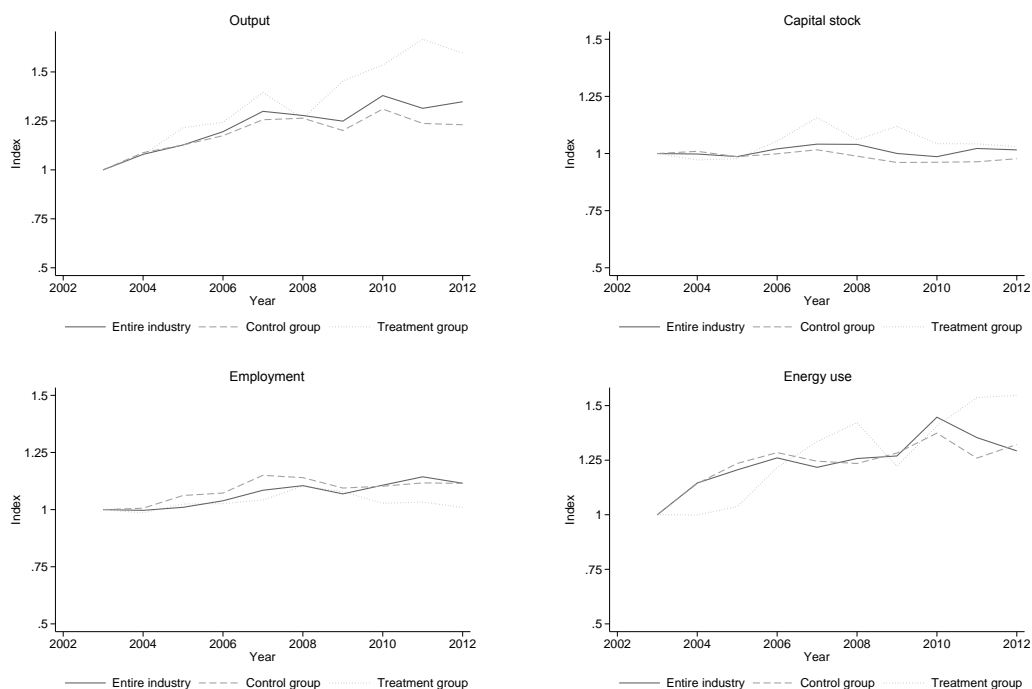 Output
1.5
1.25
1
.75
.5
Index
2002 2004 2006 2008 2010 2012
Year
Entire industry Control group Treatment group
Capital stock
1.5
1.25
1
.75
.5
Index
2002 2004 2006 2008 2010 2012
Year
Entire industry Control group Treatment group
Employment
1.5
1.25
1
.75
.5
Index
2002 2004 2006 2008 2010 2012
Year
Entire industry Control group Treatment group
Energy use
1.5
1.25
1
.75
.5
Index
2002 2004 2006 2008 2010 2012
Year
Entire industry Control group Treatment group